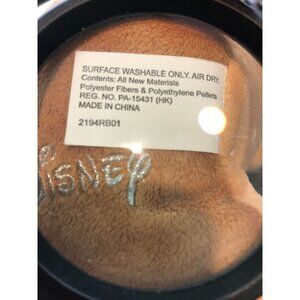 SURFACE WASHABLE ONLY. AIR DRY.
Contents: All New Materials
Polyester Fibers & Polyethylene Pellets
REG. NO. PA-15431 (HK)
MADE IN CHINA
2194RB01
Disney